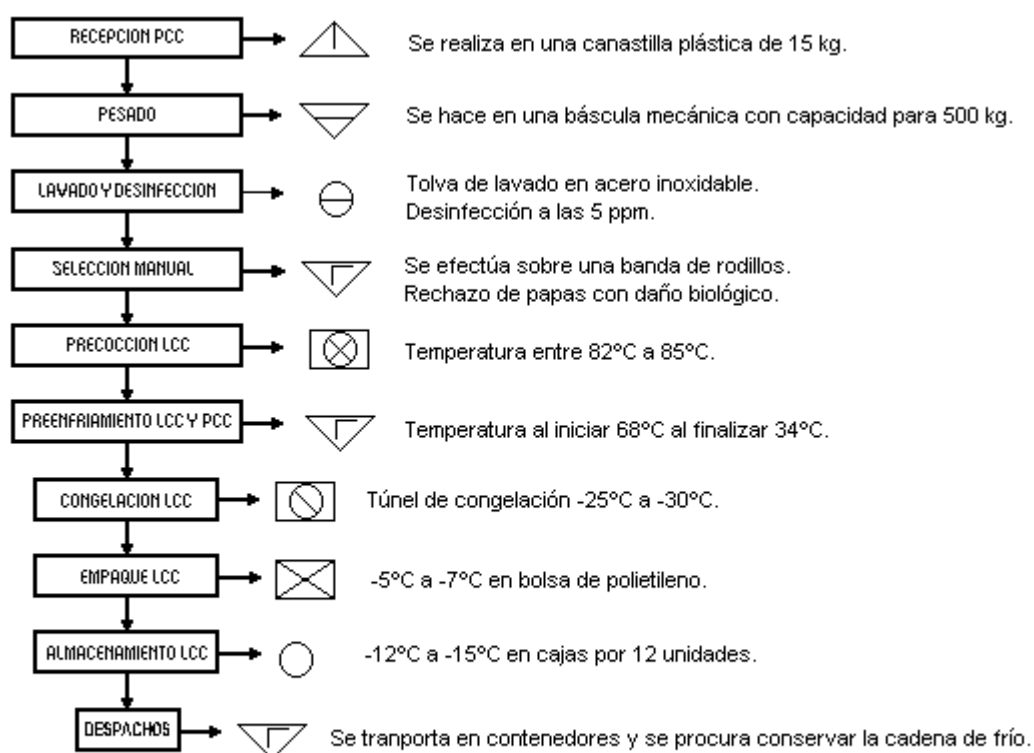 RECEPCION PCC
Se realiza en una canastilla plástica de 15 kg.
PESADO
Se hace en una báscula mecánica con capacidad para 500 kg.
LAVADO Y DESINFECCION
Tolva de lavado en acero inoxidable.
Desinfección a las 5 ppm.
SELECCION MANUAL
Se efectúa sobre una banda de rodillos.
Rechazo de papas con daño biológico.
PRECOCCION LCC
Temperatura entre 82°C a 85°C.
PREENFRIAMIENTO LCC Y PCC
Temperatura al iniciar 68°C al finalizar 34°C.
CONGELACION LCC
Túnel de congelación -25°C a -30°C.
EMPAQUE LCC
-5°C a -7°C en bolsa de polietileno.
ALMACENAMIENTO LCC
-12°C a -15°C en cajas por 12 unidades.
DESPACHOS
Se tranporta en contenedores y se procura conservar la cadena de frío.